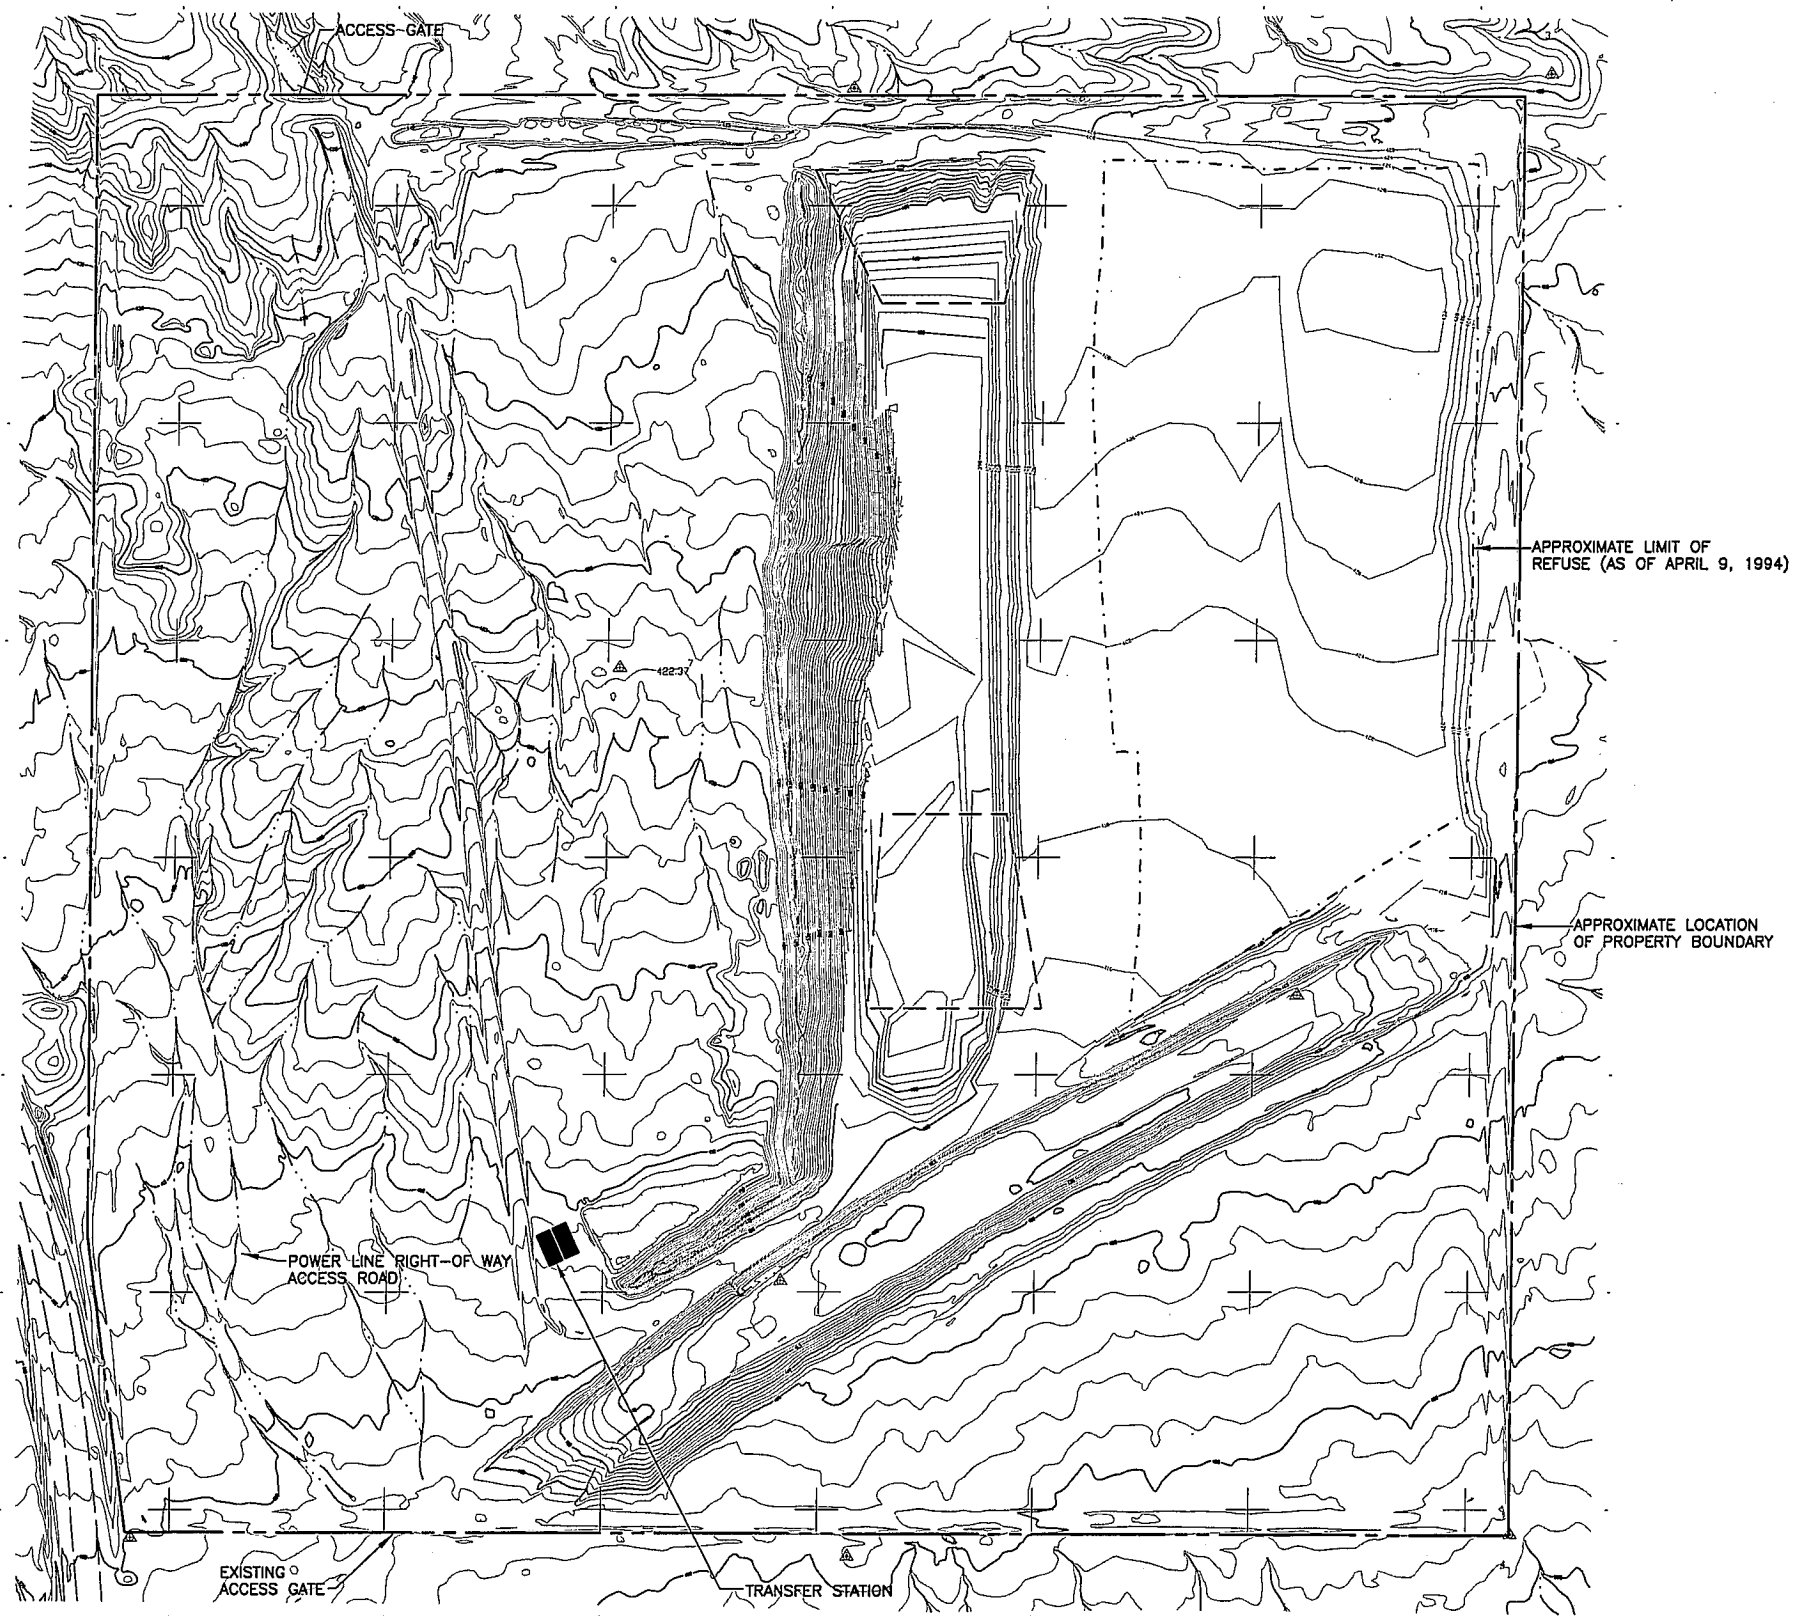 ACCESS GATE
422.37
APPROXIMATE LIMIT OF
REFUSE (AS OF APRIL 9, 1994)
APPROXIMATE LOCATION
OF PROPERTY BOUNDARY
POWER LINE RIGHT-OF WAY
ACCESS ROAD
EXISTING
ACCESS GATE
TRANSFER STATION